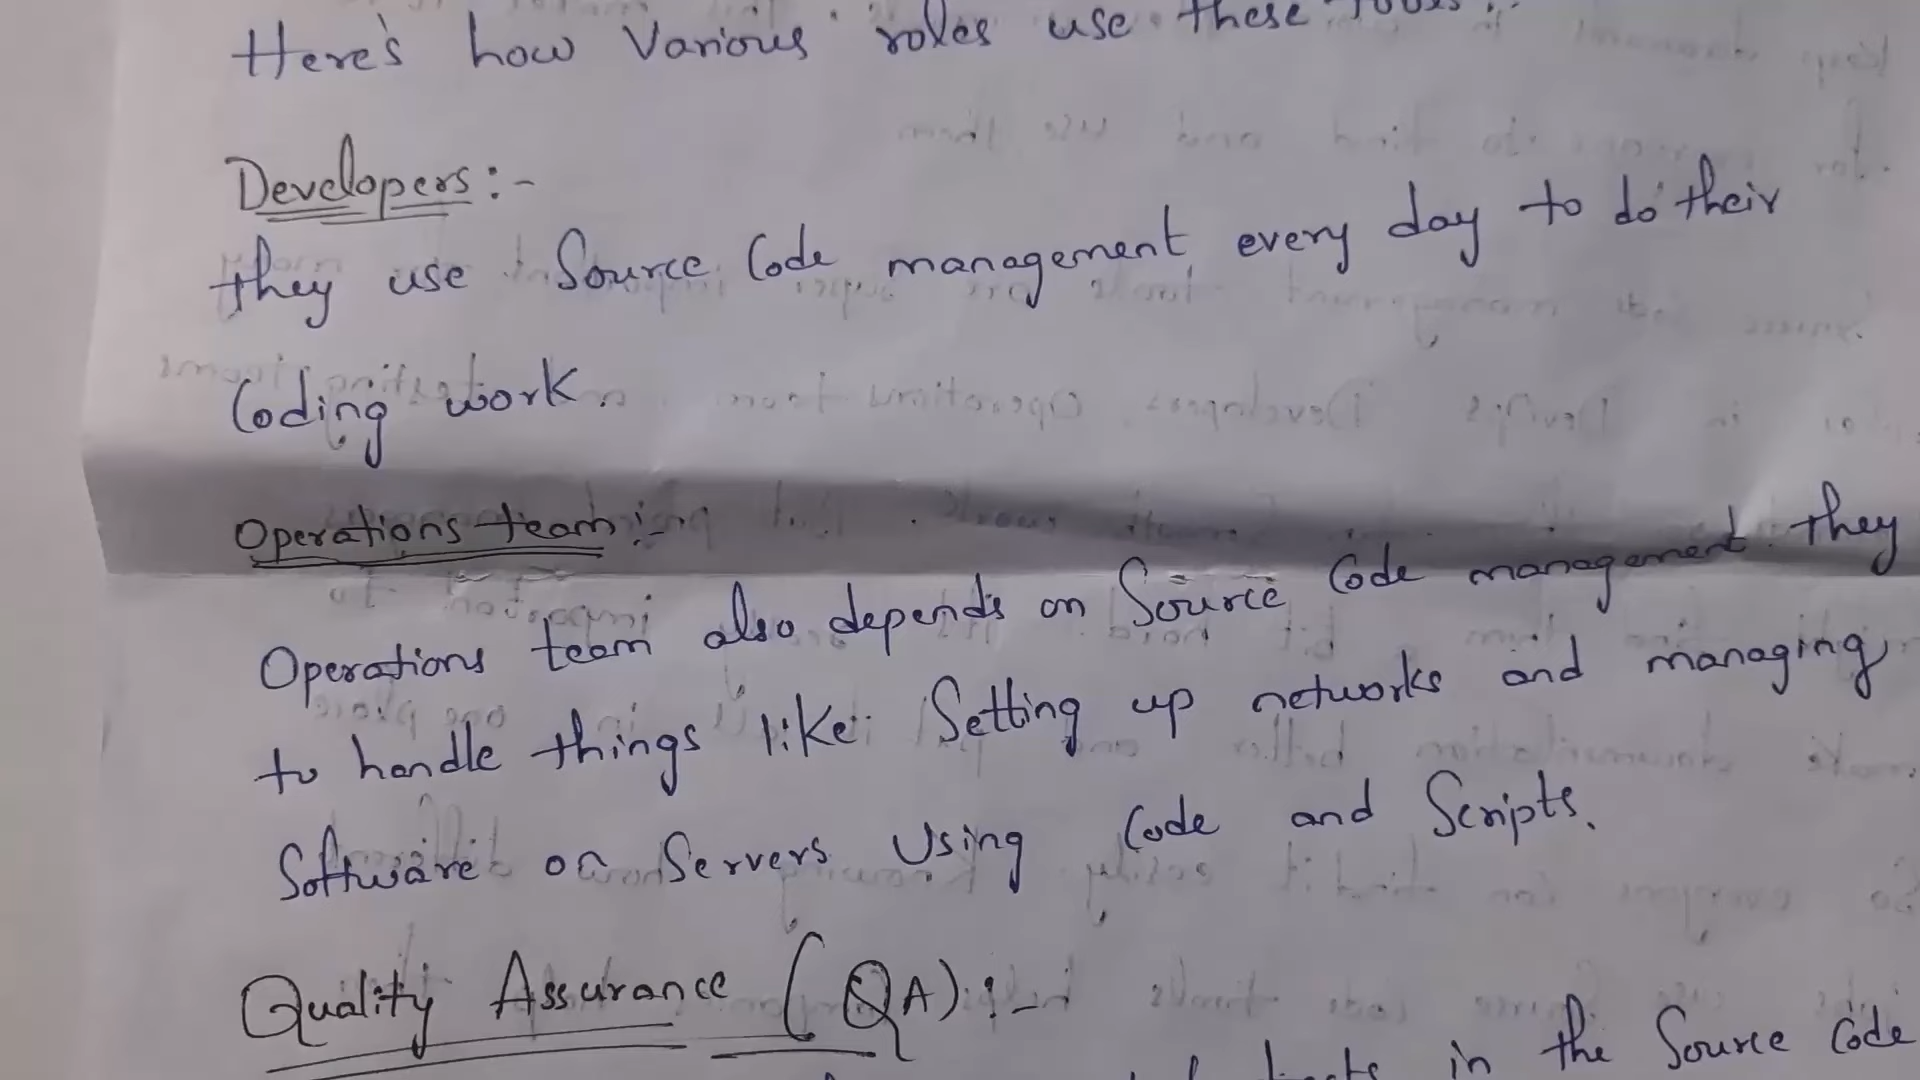 Here's how Various roles use these tools:
Developers :-
they use Source Code management every day to do their
Coding work.
Operations team :-
Operations team also depends on Source Code management. They
to handle things like Setting up networks and managing
Software on Servers Using Code and Scripts.
Quality Assurance (QA) :-
in the Source Code